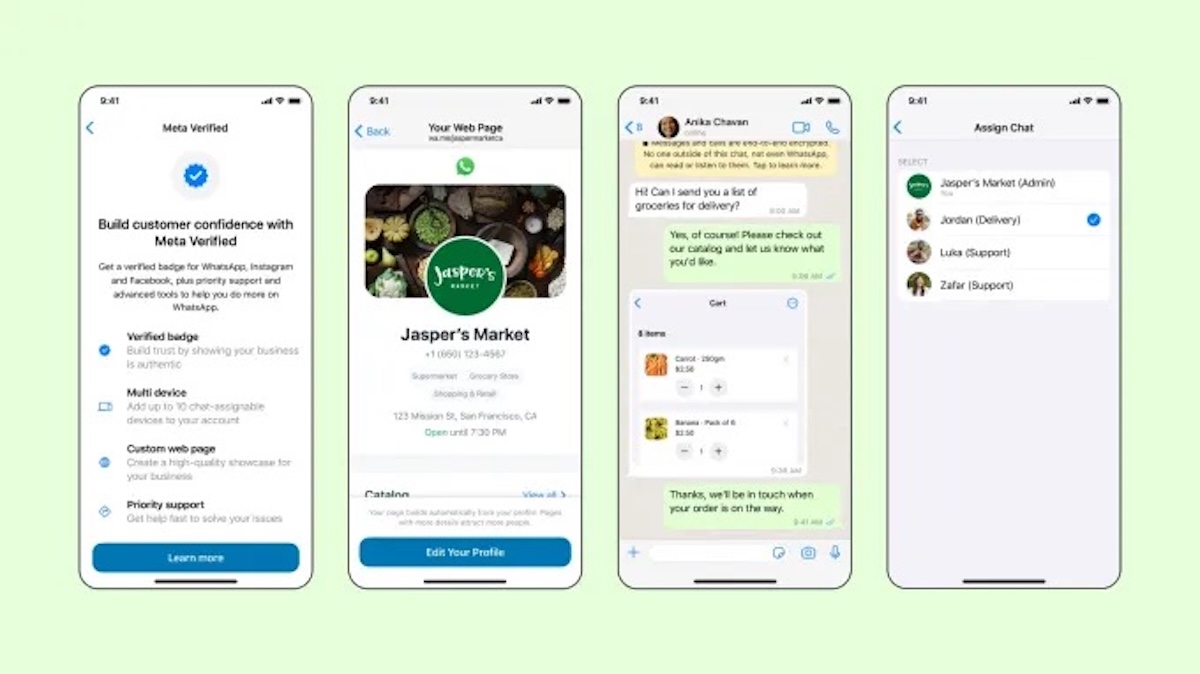 9:41
Meta Verified
Build customer confidence with
Meta Verified
Get a verified badge for WhatsApp, Instagram
and Facebook, plus priority support and
advanced tools to help you do more on
WhatsApp.
Verified badge
Build trust by showing your business
is authentic
Multi device
Add up to 10 chat-assignable
devices to your account
Custom web page
Create a high-quality showcase for
your business
Priority support
Get help fast to solve your issues
Learn more
9:41
Back
Your Web Page
wa.me/jaspersmarketca
Jasper's
MARKET
Jasper's Market
+1 (650) 123-4567
Supermarket
Grocery Store
Shopping & Retail
123 Mission St, San Francisco, CA
Open until 7:30 PM
Catalog
View all
Your page builds automatically from your profile. Pages
with more details attract more people.
Edit Your Profile
9:41
8
Anika Chavan
online
Messages and calls are end-to-end encrypted.
No one outside of this chat, not even WhatsApp,
can read or listen to them. Tap to learn more.
Hi! Can I send you a list of
groceries for delivery?
Yes, of course! Please check out
our catalog and let us know what
you'd like.
9:36 AM
Cart
Carrot - 250gm
$2.50
1
Banana - Pack of 6
$2.50
1
9:36 AM
Thanks, we'll be in touch when
your order is on the way.
9:41 AM
9:41
Assign Chat
SELECT
Jasper's Market (Admin)
You
Jordan (Delivery)
Luka (Support)
Zafar (Support)